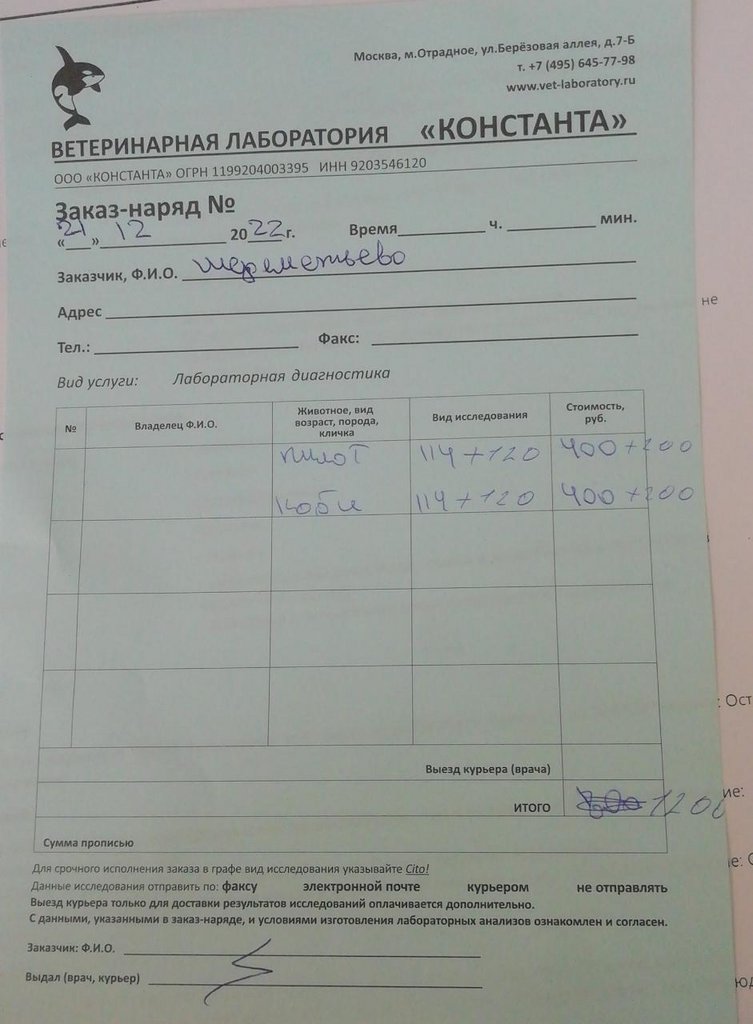 Москва, м.Отрадное, ул.Берёзовая аллея, д.7-Б
т. +7 (495) 645-77-98
www.vet-laboratory.ru
ВЕТЕРИНАРНАЯ ЛАБОРАТОРИЯ «КОНСТАНТА»
ООО «КОНСТАНТА» ОГРН 1199204003395 ИНН 9203546120
Заказ-наряд №
«21» 12 2022г. Время ч. мин.
Заказчик, Ф.И.О. Шереметьево
Адрес
Тел.: Факс:
Вид услуги: Лабораторная диагностика
№ Владелец Ф.И.О. Животное, вид возраст, порода, кличка Вид исследования Стоимость, руб.
Пилот 114+120 400+200
Коби 114+120 400+200
Выезд курьера (врача)
ИТОГО 1200
Сумма прописью
Для срочного исполнения заказа в графе вид исследования указывайте Cito!
Данные исследования отправить по: факсу электронной почте курьером не отправлять
Выезд курьера только для доставки результатов исследований оплачивается дополнительно.
С данными, указанными в заказ-наряде, и условиями изготовления лабораторных анализов ознакомлен и согласен.
Заказчик: Ф.И.О.
Выдал (врач, курьер)
не
: Ост
ие: